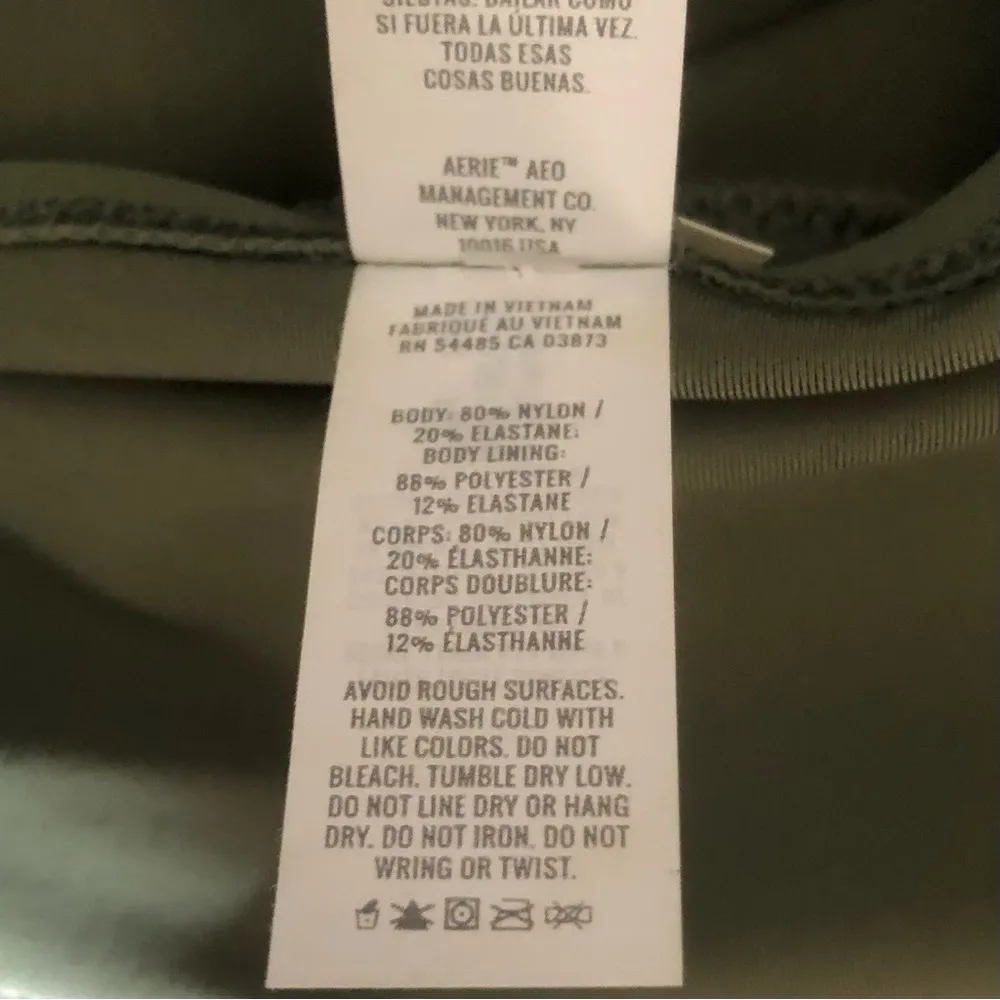 SIESTAS. BAILAR COMO
SI FUERA LA ÚLTIMA VEZ.
TODAS ESAS
COSAS BUENAS.
AERIE™ AEO
MANAGEMENT CO.
NEW YORK, NY
10016 USA
MADE IN VIETNAM
FABRIQUÉ AU VIETNAM
RN 54485 CA 03873
BODY: 80% NYLON /
20% ELASTANE;
BODY LINING:
88% POLYESTER /
12% ELASTANE
CORPS: 80% NYLON /
20% ÉLASTHANNE;
CORPS DOUBLURE:
88% POLYESTER /
12% ÉLASTHANNE
AVOID ROUGH SURFACES.
HAND WASH COLD WITH
LIKE COLORS. DO NOT
BLEACH. TUMBLE DRY LOW.
DO NOT LINE DRY OR HANG
DRY. DO NOT IRON. DO NOT
WRING OR TWIST.